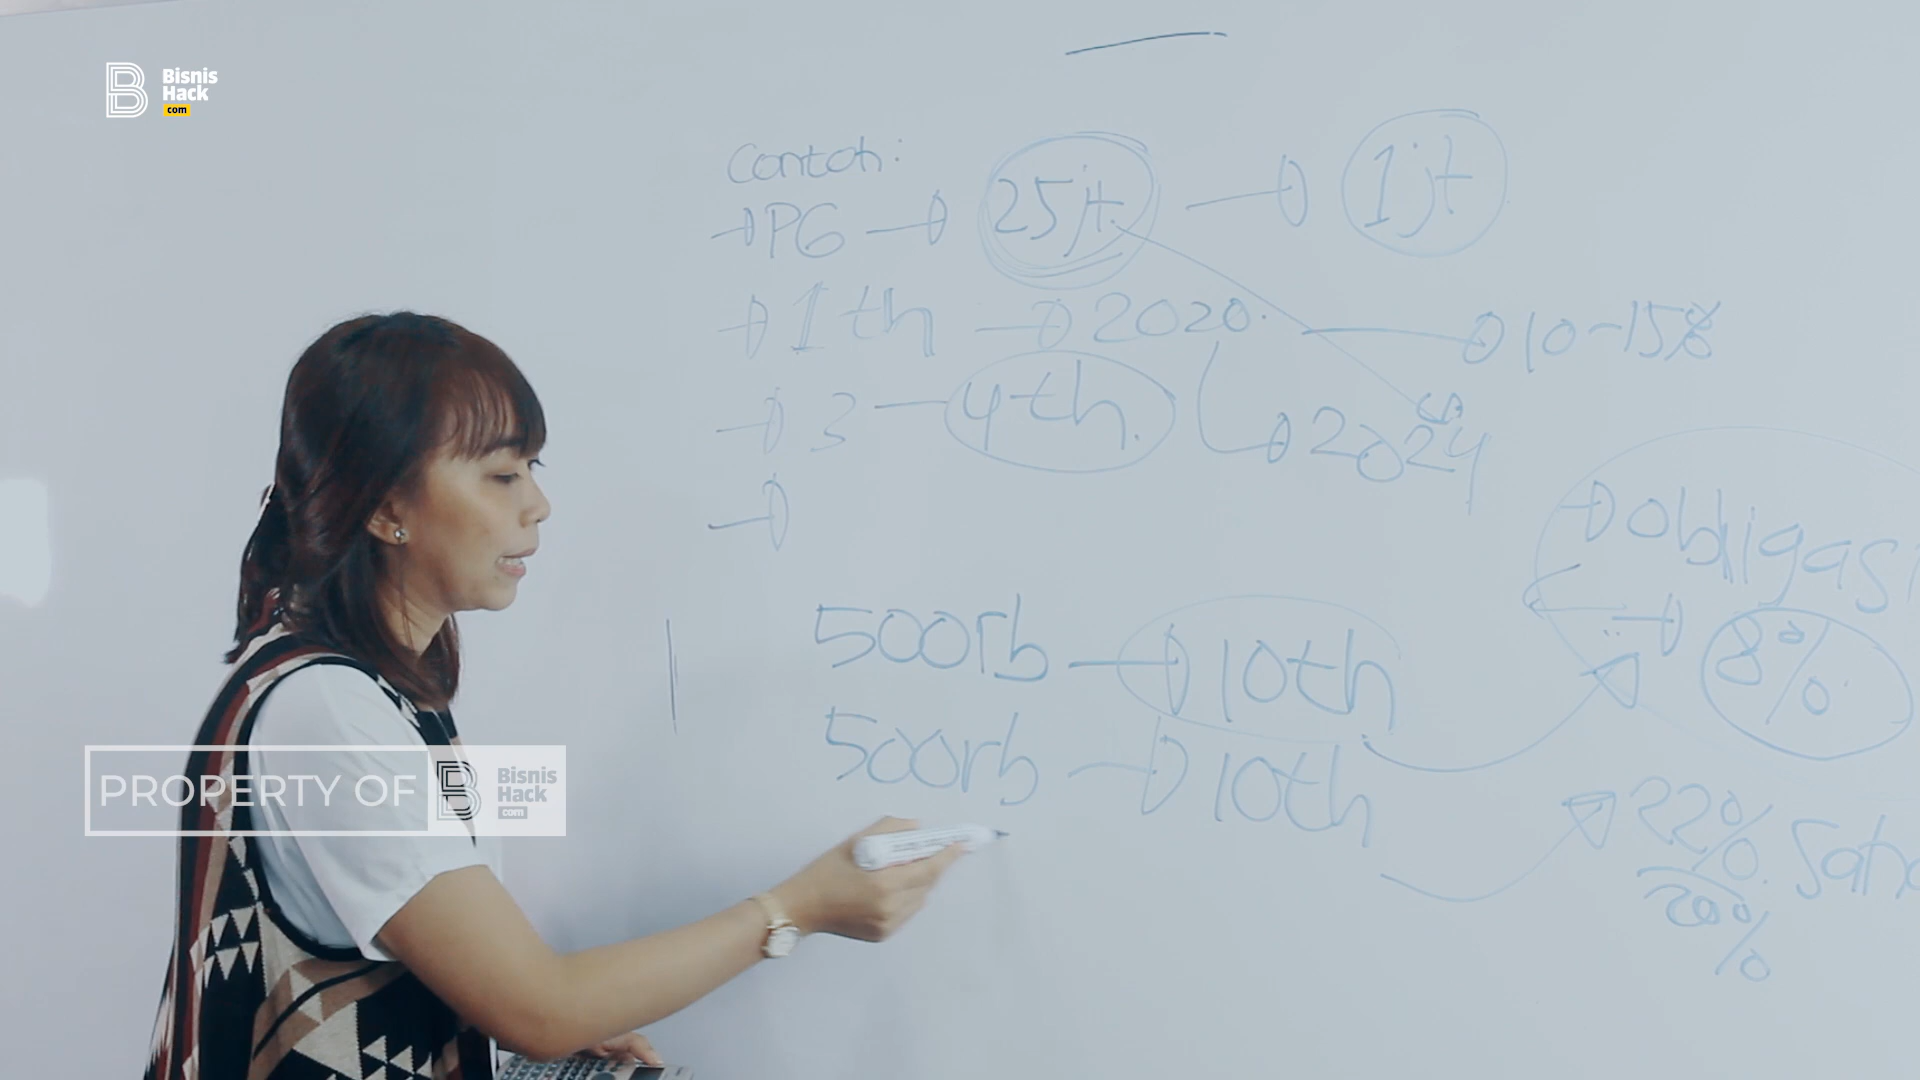 Bisnis
Hack
com
Contoh:
PG 25jt. 1jt
1th 2020. 10-15%
3 - 4th. 2024
obligasi
500rb 10th 8%
500rb 10th 22%
20%
PROPERTY OF B Bisnis
Hack
com